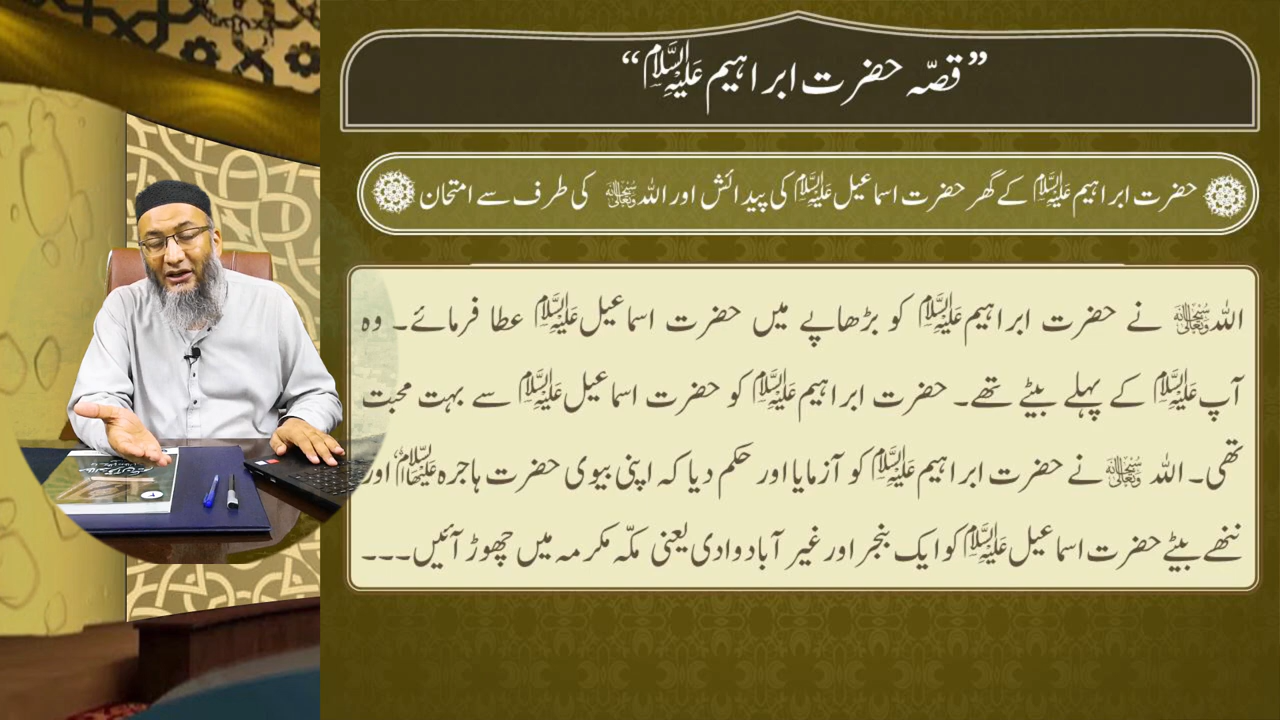 ”قصّہ حضرت ابراہیم علیہ السلام“
حضرت ابراہیم علیہ السلام کے گھر حضرت اسماعیل علیہ السلام کی پیدائش اور اللہ سبحانہ وتعالیٰ کی طرف سے امتحان
اللہ سبحانہ وتعالیٰ نے حضرت ابراہیم علیہ السلام کو بڑھاپے میں حضرت اسماعیل علیہ السلام عطا فرمائے۔ وہ
آپ علیہ السلام کے پہلے بیٹے تھے۔ حضرت ابراہیم علیہ السلام کو حضرت اسماعیل علیہ السلام سے بہت محبت
تھی۔ اللہ سبحانہ وتعالیٰ نے حضرت ابراہیم علیہ السلام کو آزمایا اور حکم دیا کہ اپنی بیوی حضرت ہاجرہ علیہا السلام اور
ننھے بیٹے حضرت اسماعیل علیہ السلام کو ایک بنجر اور غیر آباد وادی یعنی مکّہ مکرمہ میں چھوڑ آئیں۔۔۔